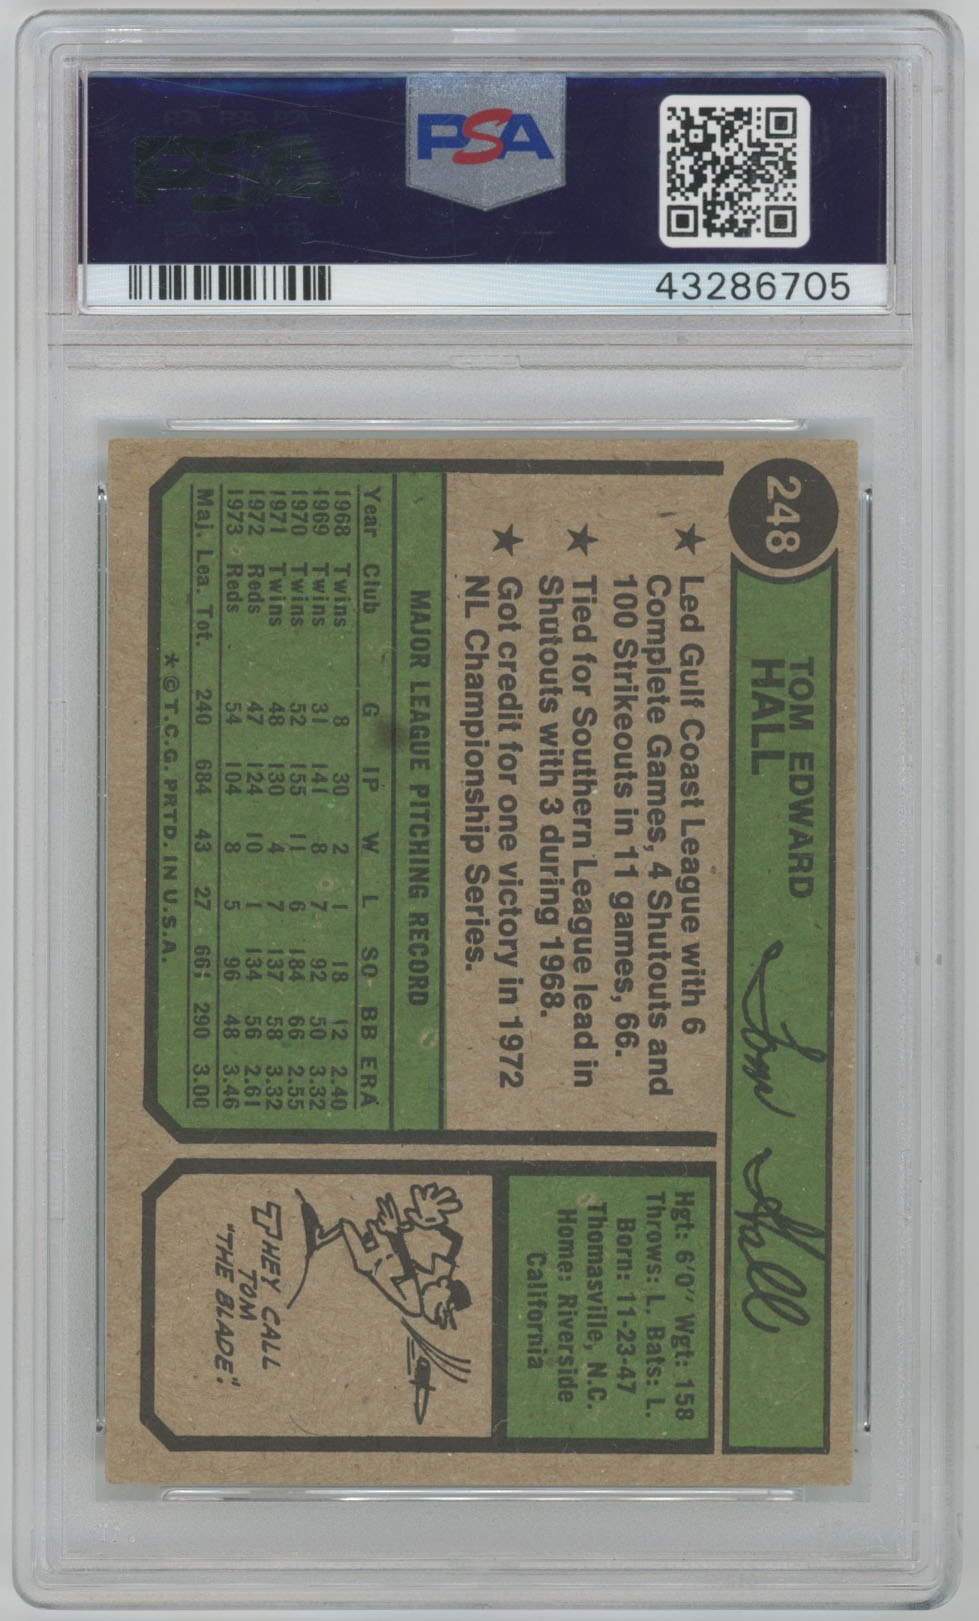 PSA
43286705
248
TOM EDWARD
HALL
Tom Hall
★ Led Gulf Coast League with 6
Complete Games, 4 Shutouts and
100 Strikeouts in 11 games, 66.
★ Tied for Southern League lead in
Shutouts with 3 during 1968.
★ Got credit for one victory in 1972
NL Championship Series.
MAJOR LEAGUE PITCHING RECORD
Year Club G IP W L SO BB ERA
1968 Twins 8 30 2 1 18 12 2.40
1969 Twins 31 141 8 7 92 50 3.32
1970 Twins 52 155 11 6 184 66 2.55
1971 Twins 48 130 4 7 137 58 3.32
1972 Reds 47 124 10 1 134 56 2.61
1973 Reds 54 104 8 5 96 48 3.46
Maj. Lea. Tot. 240 684 43 27 661 290 3.00
*© T.C.G. PRTD. IN U.S.A.
Hgt: 6'0" Wgt: 158
Throws: L. Bats: L.
Born: 11-23-47
Thomasville, N.C.
Home: Riverside
California
THEY CALL
TOM
"THE BLADE."